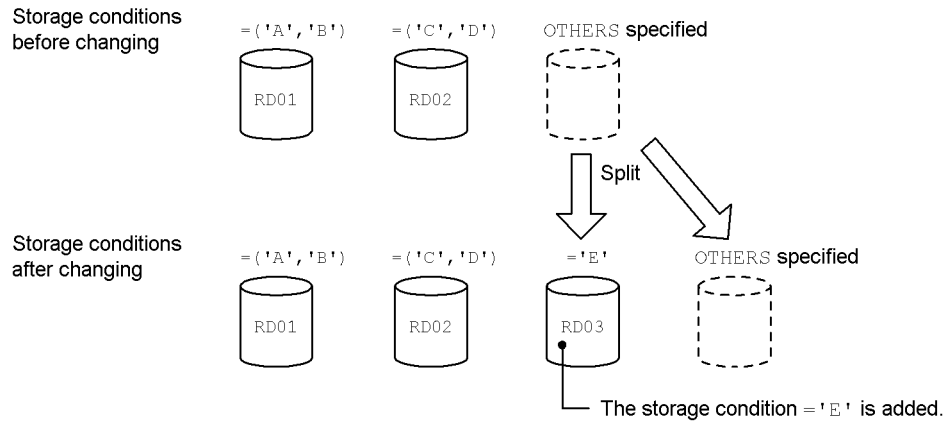 Storage conditions
before changing
=('A','B')
=('C','D')
OTHERS specified
RD01
RD02
Split
Storage conditions
after changing
=('A','B')
=('C','D')
='E'
OTHERS specified
RD01
RD02
RD03
The storage condition ='E' is added.